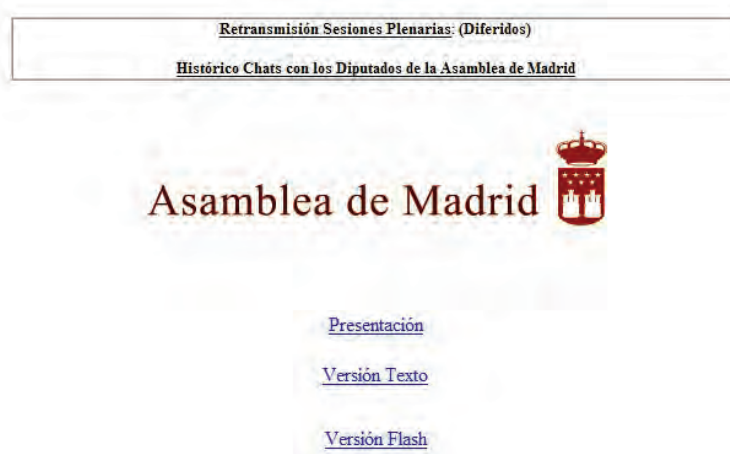 Retransmisión Sesiones Plenarias: (Diferidos)
Histórico Chats con los Diputados de la Asamblea de Madrid
Asamblea de Madrid
Presentación
Versión Texto
Versión Flash